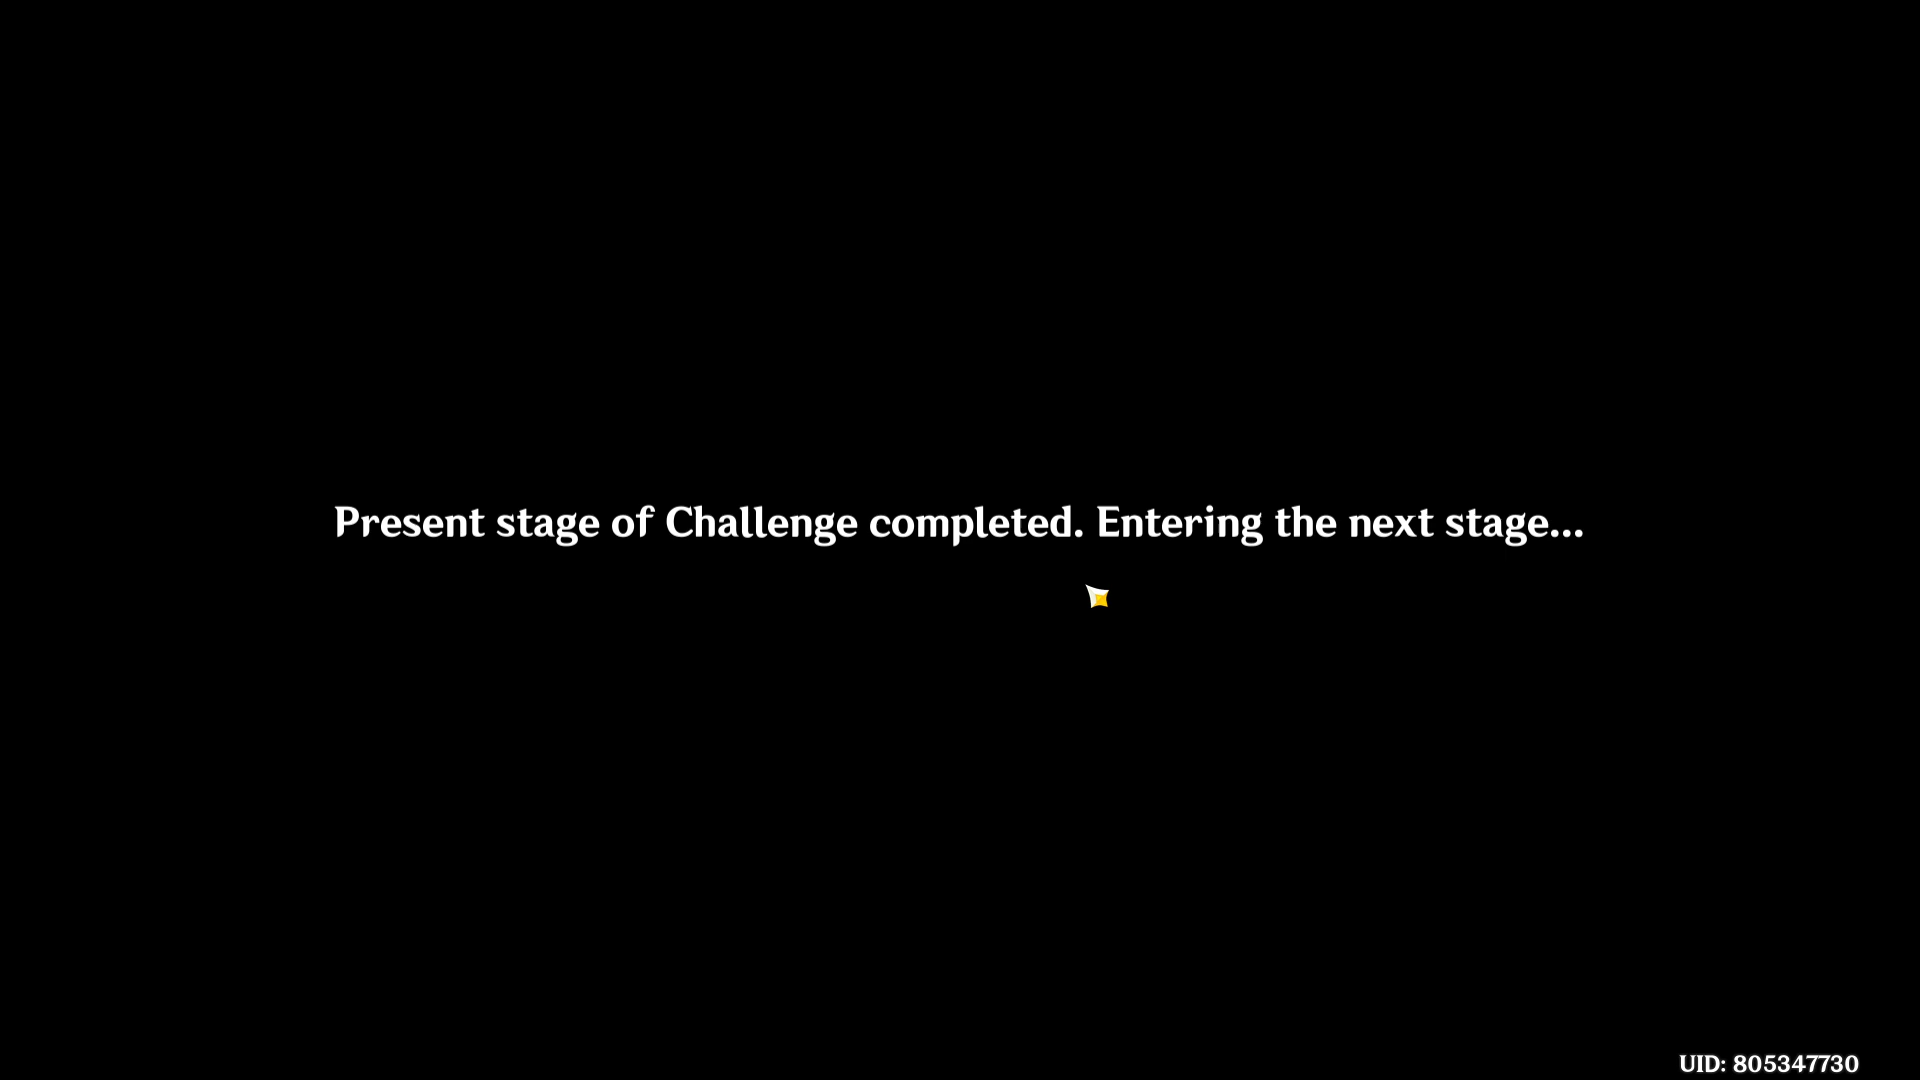 Present stage of Challenge completed. Entering the next stage...
UID: 805347730